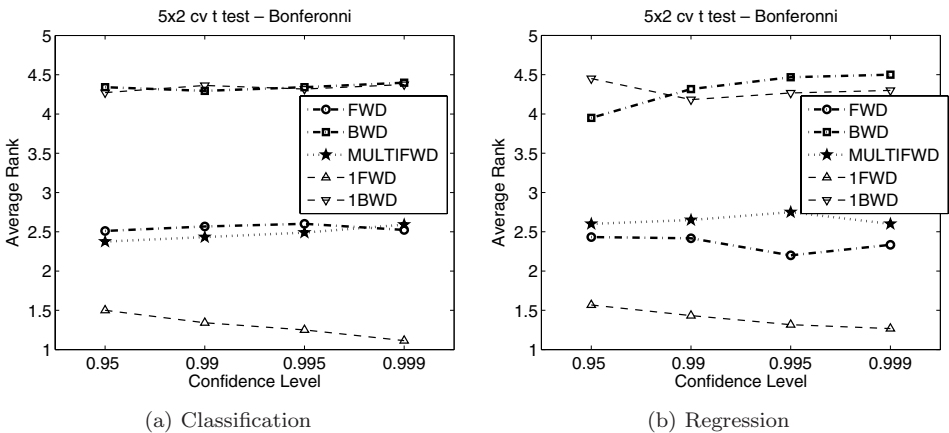 5x2 cv t test – Bonferonni
5
4.5
4
3.5
3
2.5
2
1.5
1
Average Rank
FWD
BWD
MULTIFWD
1FWD
1BWD
0.95 0.99 0.995 0.999
Confidence Level
(a) Classification
5x2 cv t test – Bonferonni
5
4.5
4
3.5
3
2.5
2
1.5
1
Average Rank
FWD
BWD
MULTIFWD
1FWD
1BWD
0.95 0.99 0.995 0.999
Confidence Level
(b) Regression